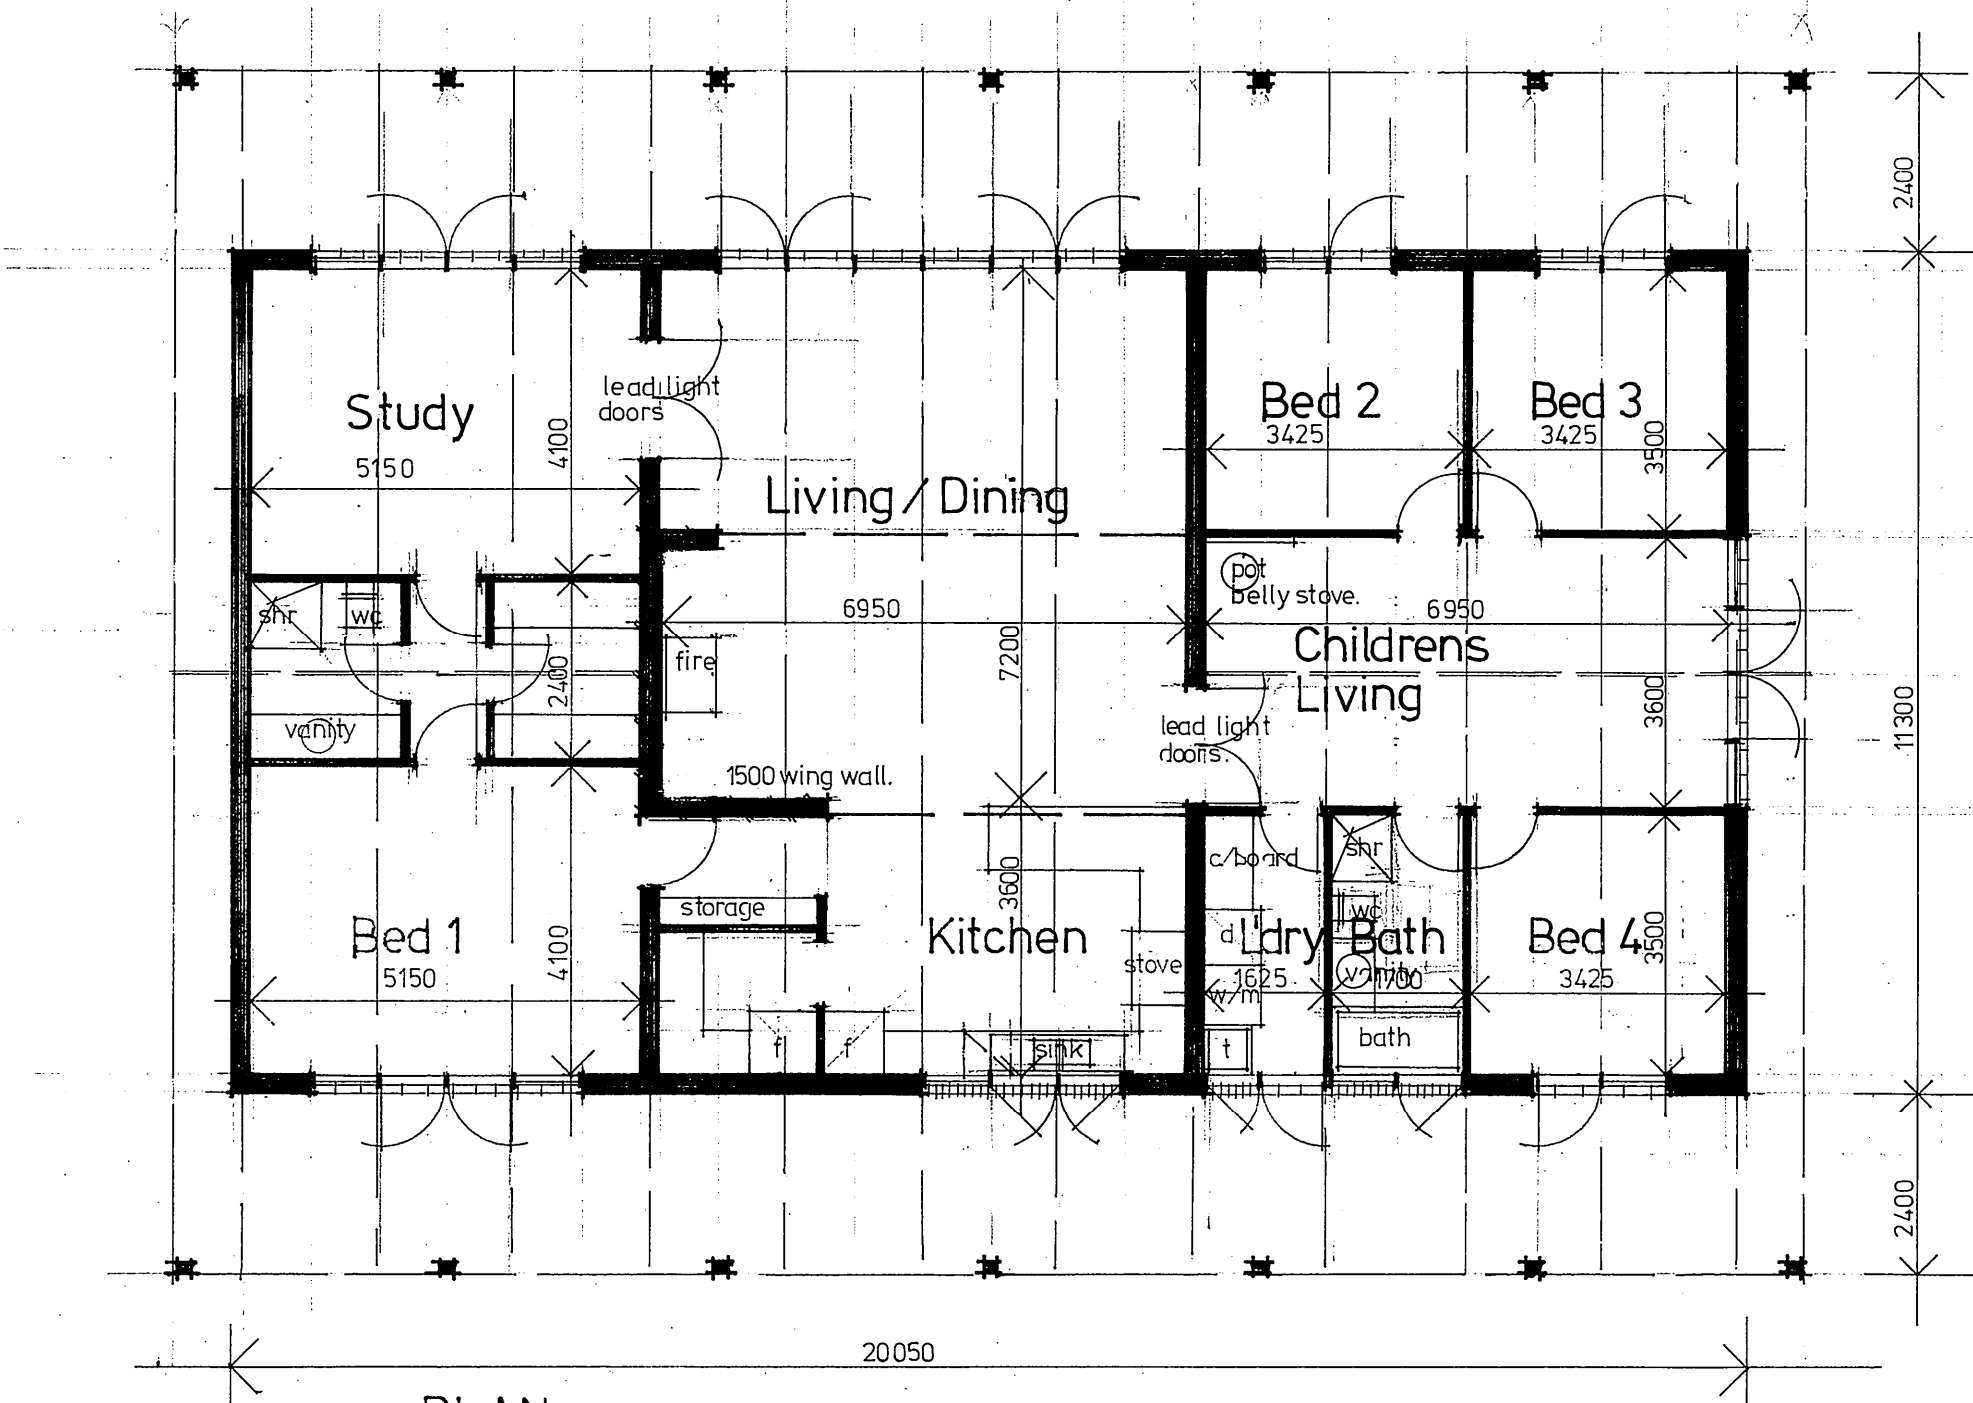 2400
Study
5150
4100
lead light
doors
Living / Dining
Bed 2
3425
Bed 3
3425
3500
shr
wc
vanity
2400
fire
6950
7200
1500 wing wall.
pot
belly stove.
6950
Childrens
Living
3600
lead light
doors.
11300
Bed 1
5150
4100
storage
f
f
Kitchen
3600
stove
sink
c/board
d
L'dry
1625
w/m
t
shr
wc
Bath
vanity
1700
bath
Bed 4
3425
3500
2400
20050